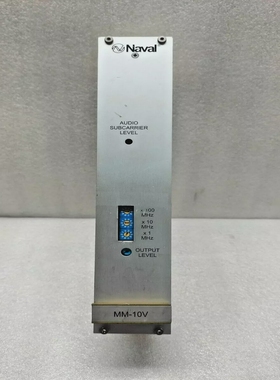 Naval
AUDIO
SUBCARRIER
LEVEL
x 100
MHz
x 10
MHz
x 1
MHz
OUTPUT
LEVEL
MM-10V